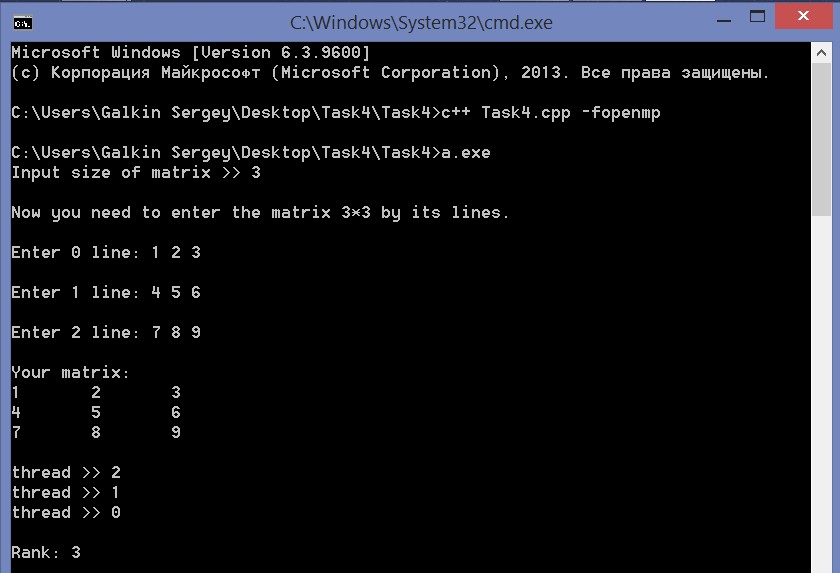 C:\Windows\System32\cmd.exe
Microsoft Windows [Version 6.3.9600]
(c) Корпорация Майкрософт (Microsoft Corporation), 2013. Все права защищены.
C:\Users\Galkin Sergey\Desktop\Task4\Task4>c++ Task4.cpp -fopenmp
C:\Users\Galkin Sergey\Desktop\Task4\Task4>a.exe
Input size of matrix >> 3
Now you need to enter the matrix 3*3 by its lines.
Enter 0 line: 1 2 3
Enter 1 line: 4 5 6
Enter 2 line: 7 8 9
Your matrix:
1 2 3
4 5 6
7 8 9
thread >> 2
thread >> 1
thread >> 0
Rank: 3